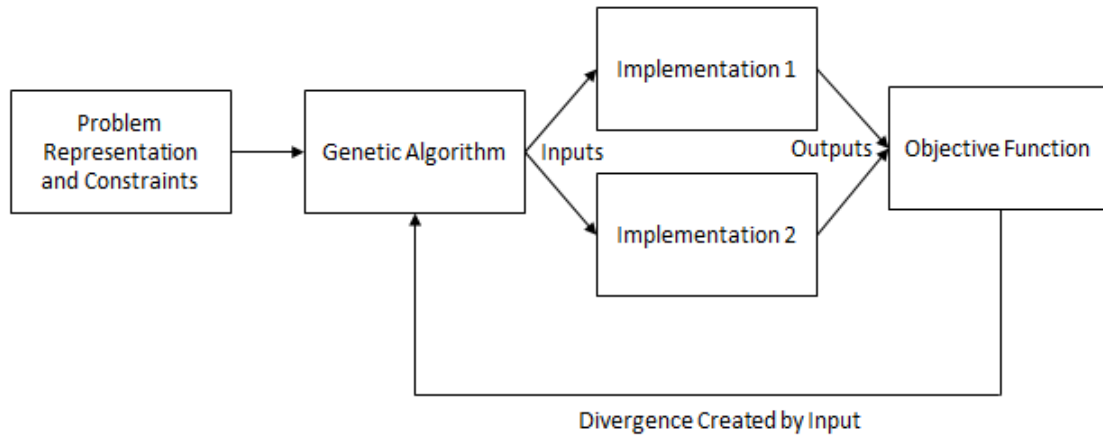 Problem
Representation
and Constraints
Genetic Algorithm
Inputs
Implementation 1
Implementation 2
Outputs
Objective Function
Divergence Created by Input